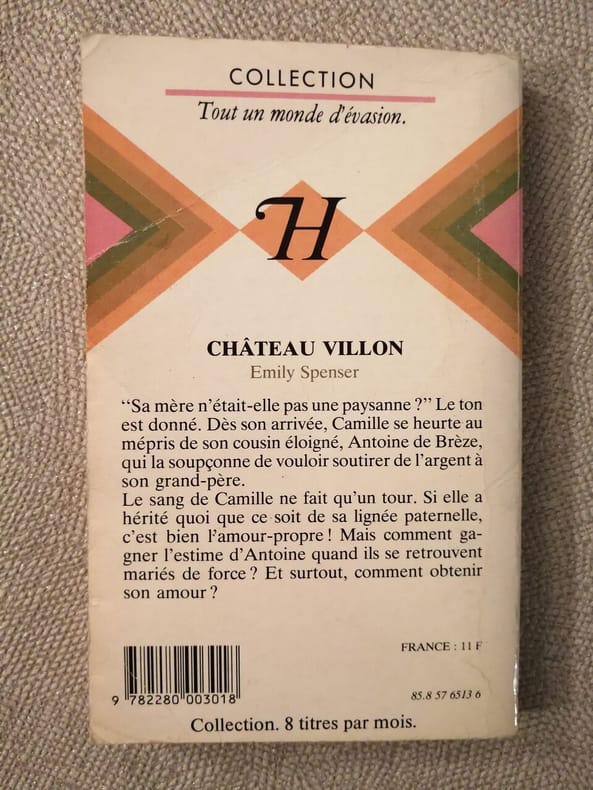 COLLECTION
Tout un monde d'évasion.
H
CHÂTEAU VILLON
Emily Spenser
“Sa mère n’était-elle pas une paysanne ?” Le ton
est donné. Dès son arrivée, Camille se heurte au
mépris de son cousin éloigné, Antoine de Brèze,
qui la soupçonne de vouloir soutirer de l’argent à
son grand-père.
Le sang de Camille ne fait qu’un tour. Si elle a
hérité quoi que ce soit de sa lignée paternelle,
c’est bien l’amour-propre ! Mais comment ga-
gner l’estime d’Antoine quand ils se retrouvent
mariés de force ? Et surtout, comment obtenir
son amour ?
FRANCE : 11 F
9 782280 003018
85.8 57 6513 6
Collection. 8 titres par mois.